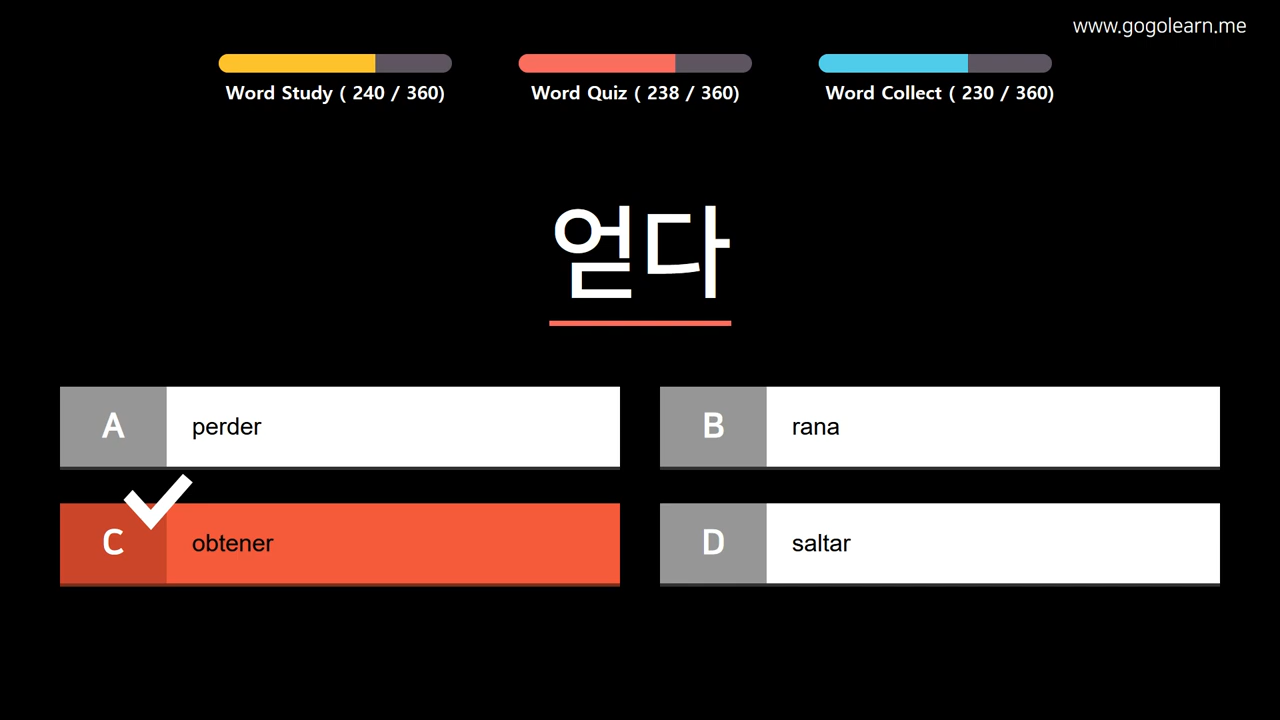 www.gogolearn.me
Word Study ( 240 / 360)
Word Quiz ( 238 / 360)
Word Collect ( 230 / 360)
얻다
A perder
B rana
C obtener
D saltar